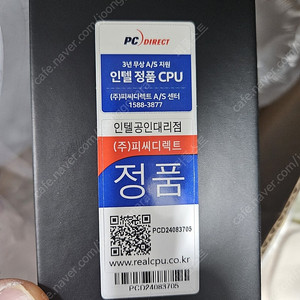 PC DIRECT
3년 무상 A/S 지원
인텔 정품 CPU
(주)피씨디렉트 A/S 센터
1588-3877
인텔공인대리점
(주)피씨디렉트
정품
PCD24083705
www.realcpu.co.kr
PCD24083705